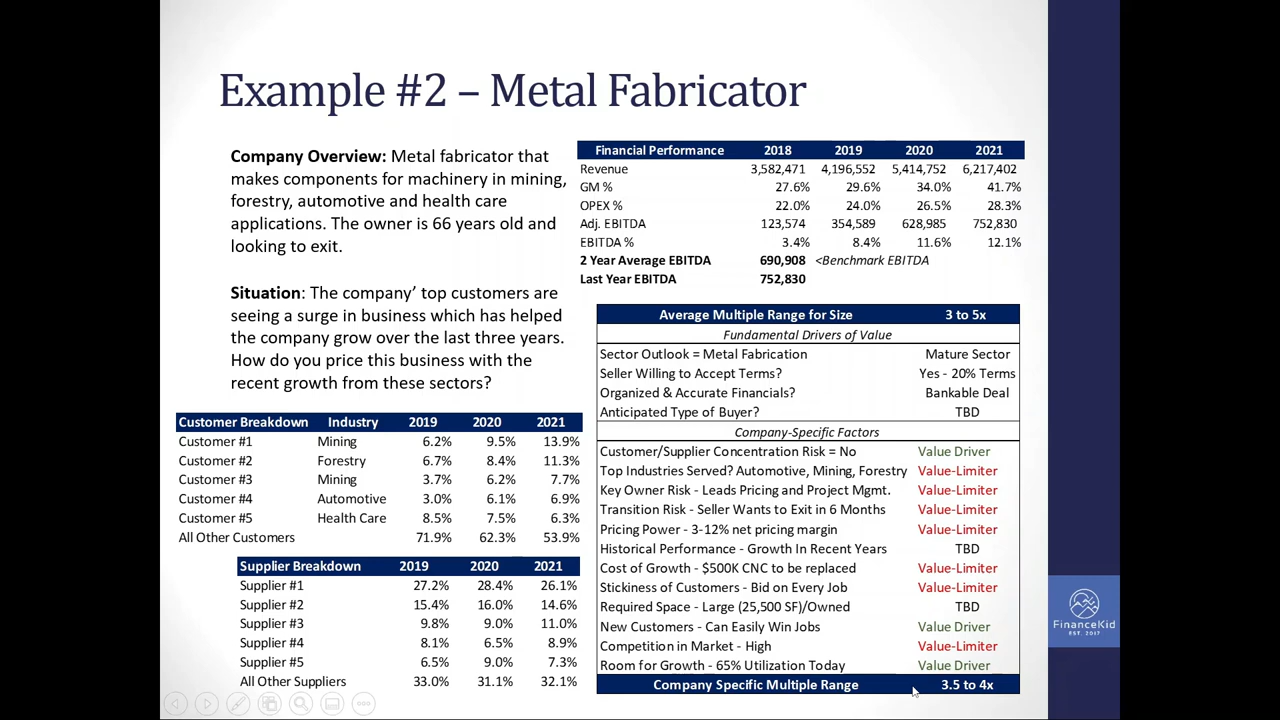 Example #2 – Metal Fabricator
Company Overview: Metal fabricator that
makes components for machinery in mining,
forestry, automotive and health care
applications. The owner is 66 years old and
looking to exit.
Situation: The company' top customers are
seeing a surge in business which has helped
the company grow over the last three years.
How do you price this business with the
recent growth from these sectors?
Customer Breakdown Industry 2019 2020 2021
Customer #1 Mining 6.2% 9.5% 13.9%
Customer #2 Forestry 6.7% 8.4% 11.3%
Customer #3 Mining 3.7% 6.2% 7.7%
Customer #4 Automotive 3.0% 6.1% 6.9%
Customer #5 Health Care 8.5% 7.5% 6.3%
All Other Customers 71.9% 62.3% 53.9%
Supplier Breakdown 2019 2020 2021
Supplier #1 27.2% 28.4% 26.1%
Supplier #2 15.4% 16.0% 14.6%
Supplier #3 9.8% 9.0% 11.0%
Supplier #4 8.1% 6.5% 8.9%
Supplier #5 6.5% 9.0% 7.3%
All Other Suppliers 33.0% 31.1% 32.1%
Financial Performance 2018 2019 2020 2021
Revenue 3,582,471 4,196,552 5,414,752 6,217,402
GM % 27.6% 29.6% 34.0% 41.7%
OPEX % 22.0% 24.0% 26.5% 28.3%
Adj. EBITDA 123,574 354,589 628,985 752,830
EBITDA % 3.4% 8.4% 11.6% 12.1%
2 Year Average EBITDA 690,908 <Benchmark EBITDA
Last Year EBITDA 752,830
Average Multiple Range for Size 3 to 5x
Fundamental Drivers of Value
Sector Outlook = Metal Fabrication Mature Sector
Seller Willing to Accept Terms? Yes - 20% Terms
Organized & Accurate Financials? Bankable Deal
Anticipated Type of Buyer? TBD
Company-Specific Factors
Customer/Supplier Concentration Risk = No Value Driver
Top Industries Served? Automotive, Mining, Forestry Value-Limiter
Key Owner Risk - Leads Pricing and Project Mgmt. Value-Limiter
Transition Risk - Seller Wants to Exit in 6 Months Value-Limiter
Pricing Power - 3-12% net pricing margin Value-Limiter
Historical Performance - Growth In Recent Years TBD
Cost of Growth - $500K CNC to be replaced Value-Limiter
Stickiness of Customers - Bid on Every Job Value-Limiter
Required Space - Large (25,500 SF)/Owned TBD
New Customers - Can Easily Win Jobs Value Driver
Competition in Market - High Value-Limiter
Room for Growth - 65% Utilization Today Value Driver
Company Specific Multiple Range 3.5 to 4x
FINANCEKID
EST. 2017